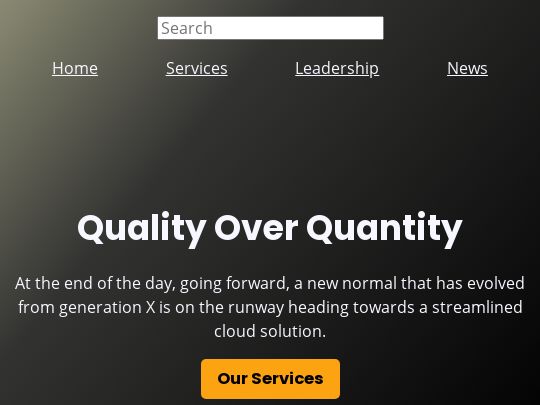 Search
Home Services Leadership News
Quality Over Quantity
At the end of the day, going forward, a new normal that has evolved
from generation X is on the runway heading towards a streamlined
cloud solution.
Our Services